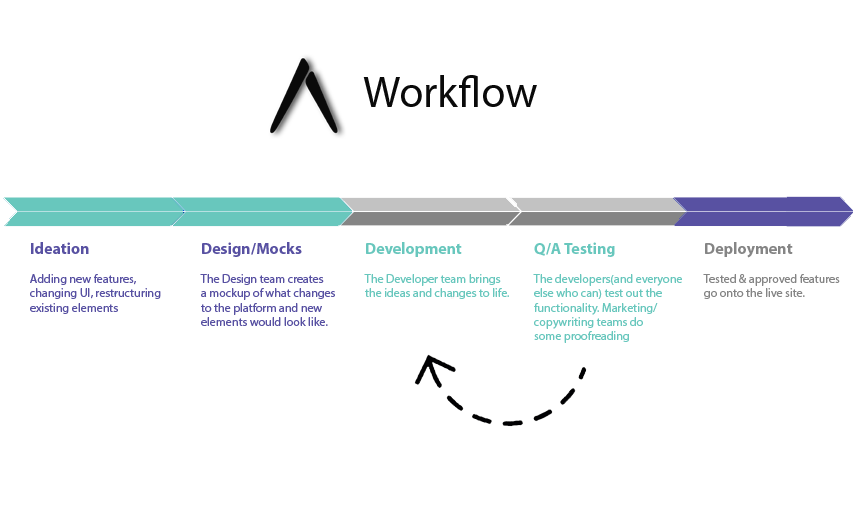 Workflow
Ideation
Adding new features,
changing UI, restructuring
existing elements
Design/Mocks
The Design team creates
a mockup of what changes
to the platform and new
elements would look like.
Development
The Developer team brings
the ideas and changes to life.
Q/A Testing
The developers(and everyone
else who can) test out the
functionality. Marketing/
copywriting teams do
some proofreading
Deployment
Tested & approved features
go onto the live site.